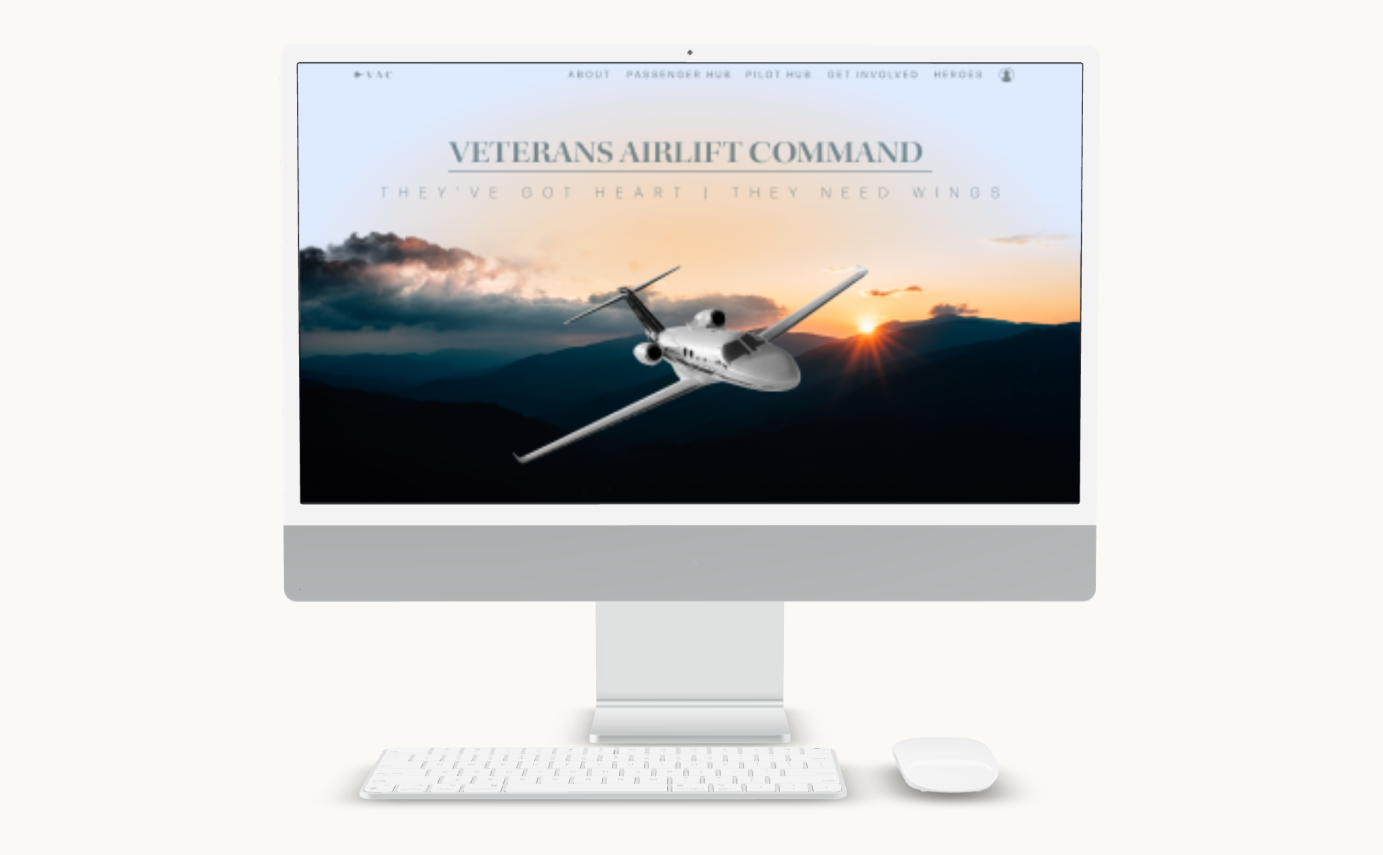 VAC
ABOUT PASSENGER HUB PILOT HUB GET INVOLVED HEROES
VETERANS AIRLIFT COMMAND
THEY'VE GOT HEART | THEY NEED WINGS